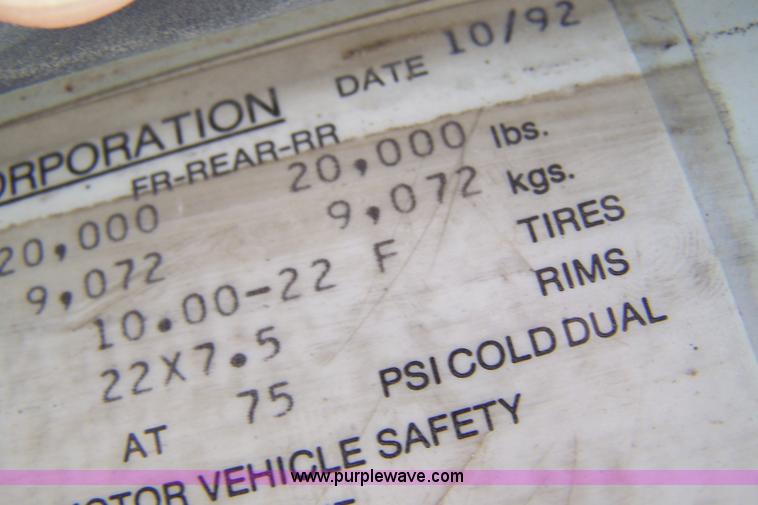 ORPORATION DATE 10/92
FR-REAR-RR
20,000 20,000 lbs.
9,072 9,072 kgs.
10.00-22 F TIRES
22X7.5 RIMS
AT 75 PSI COLD DUAL
MOTOR VEHICLE SAFETY
www.purplewave.com